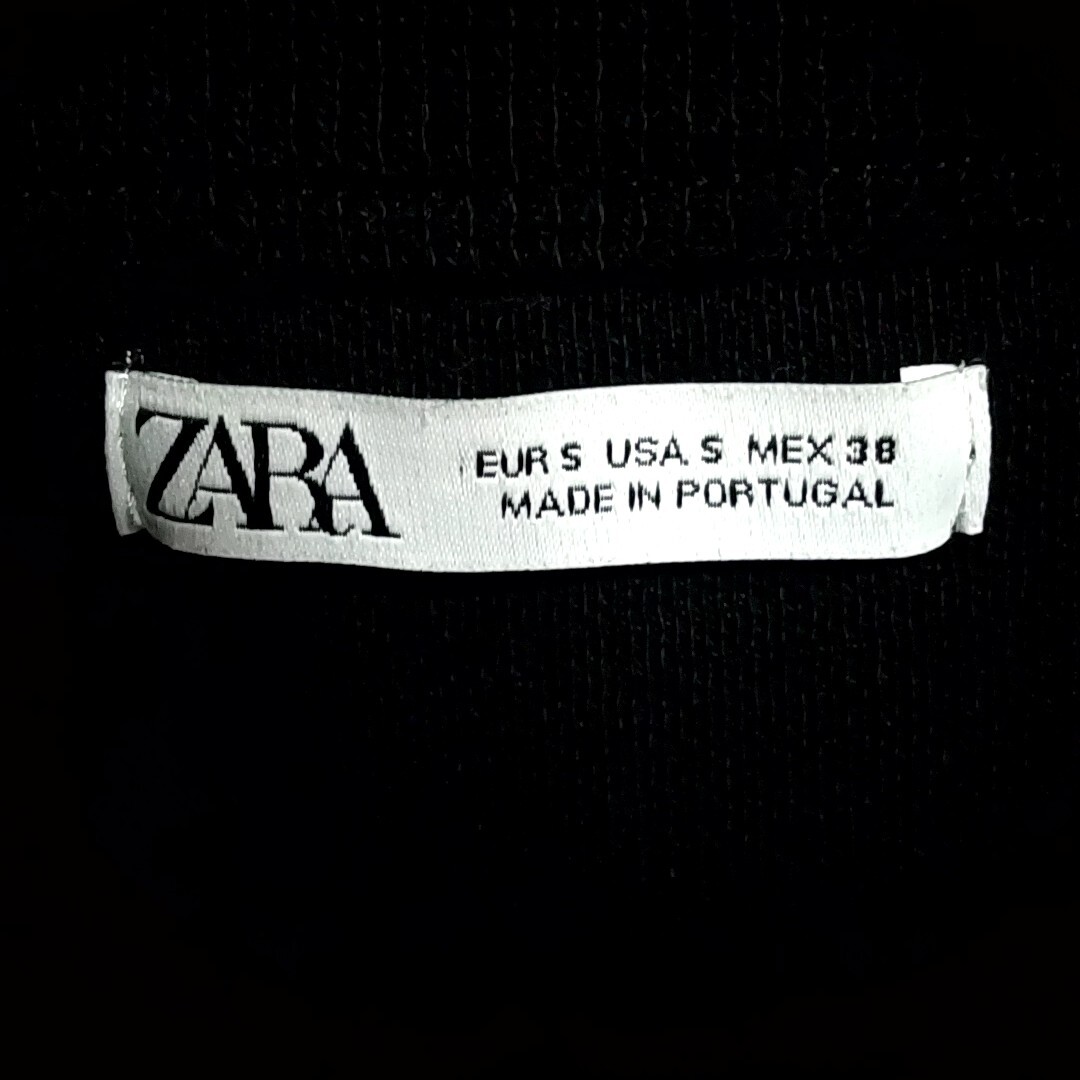 ZARA
EUR S USA S MEX 38
MADE IN PORTUGAL